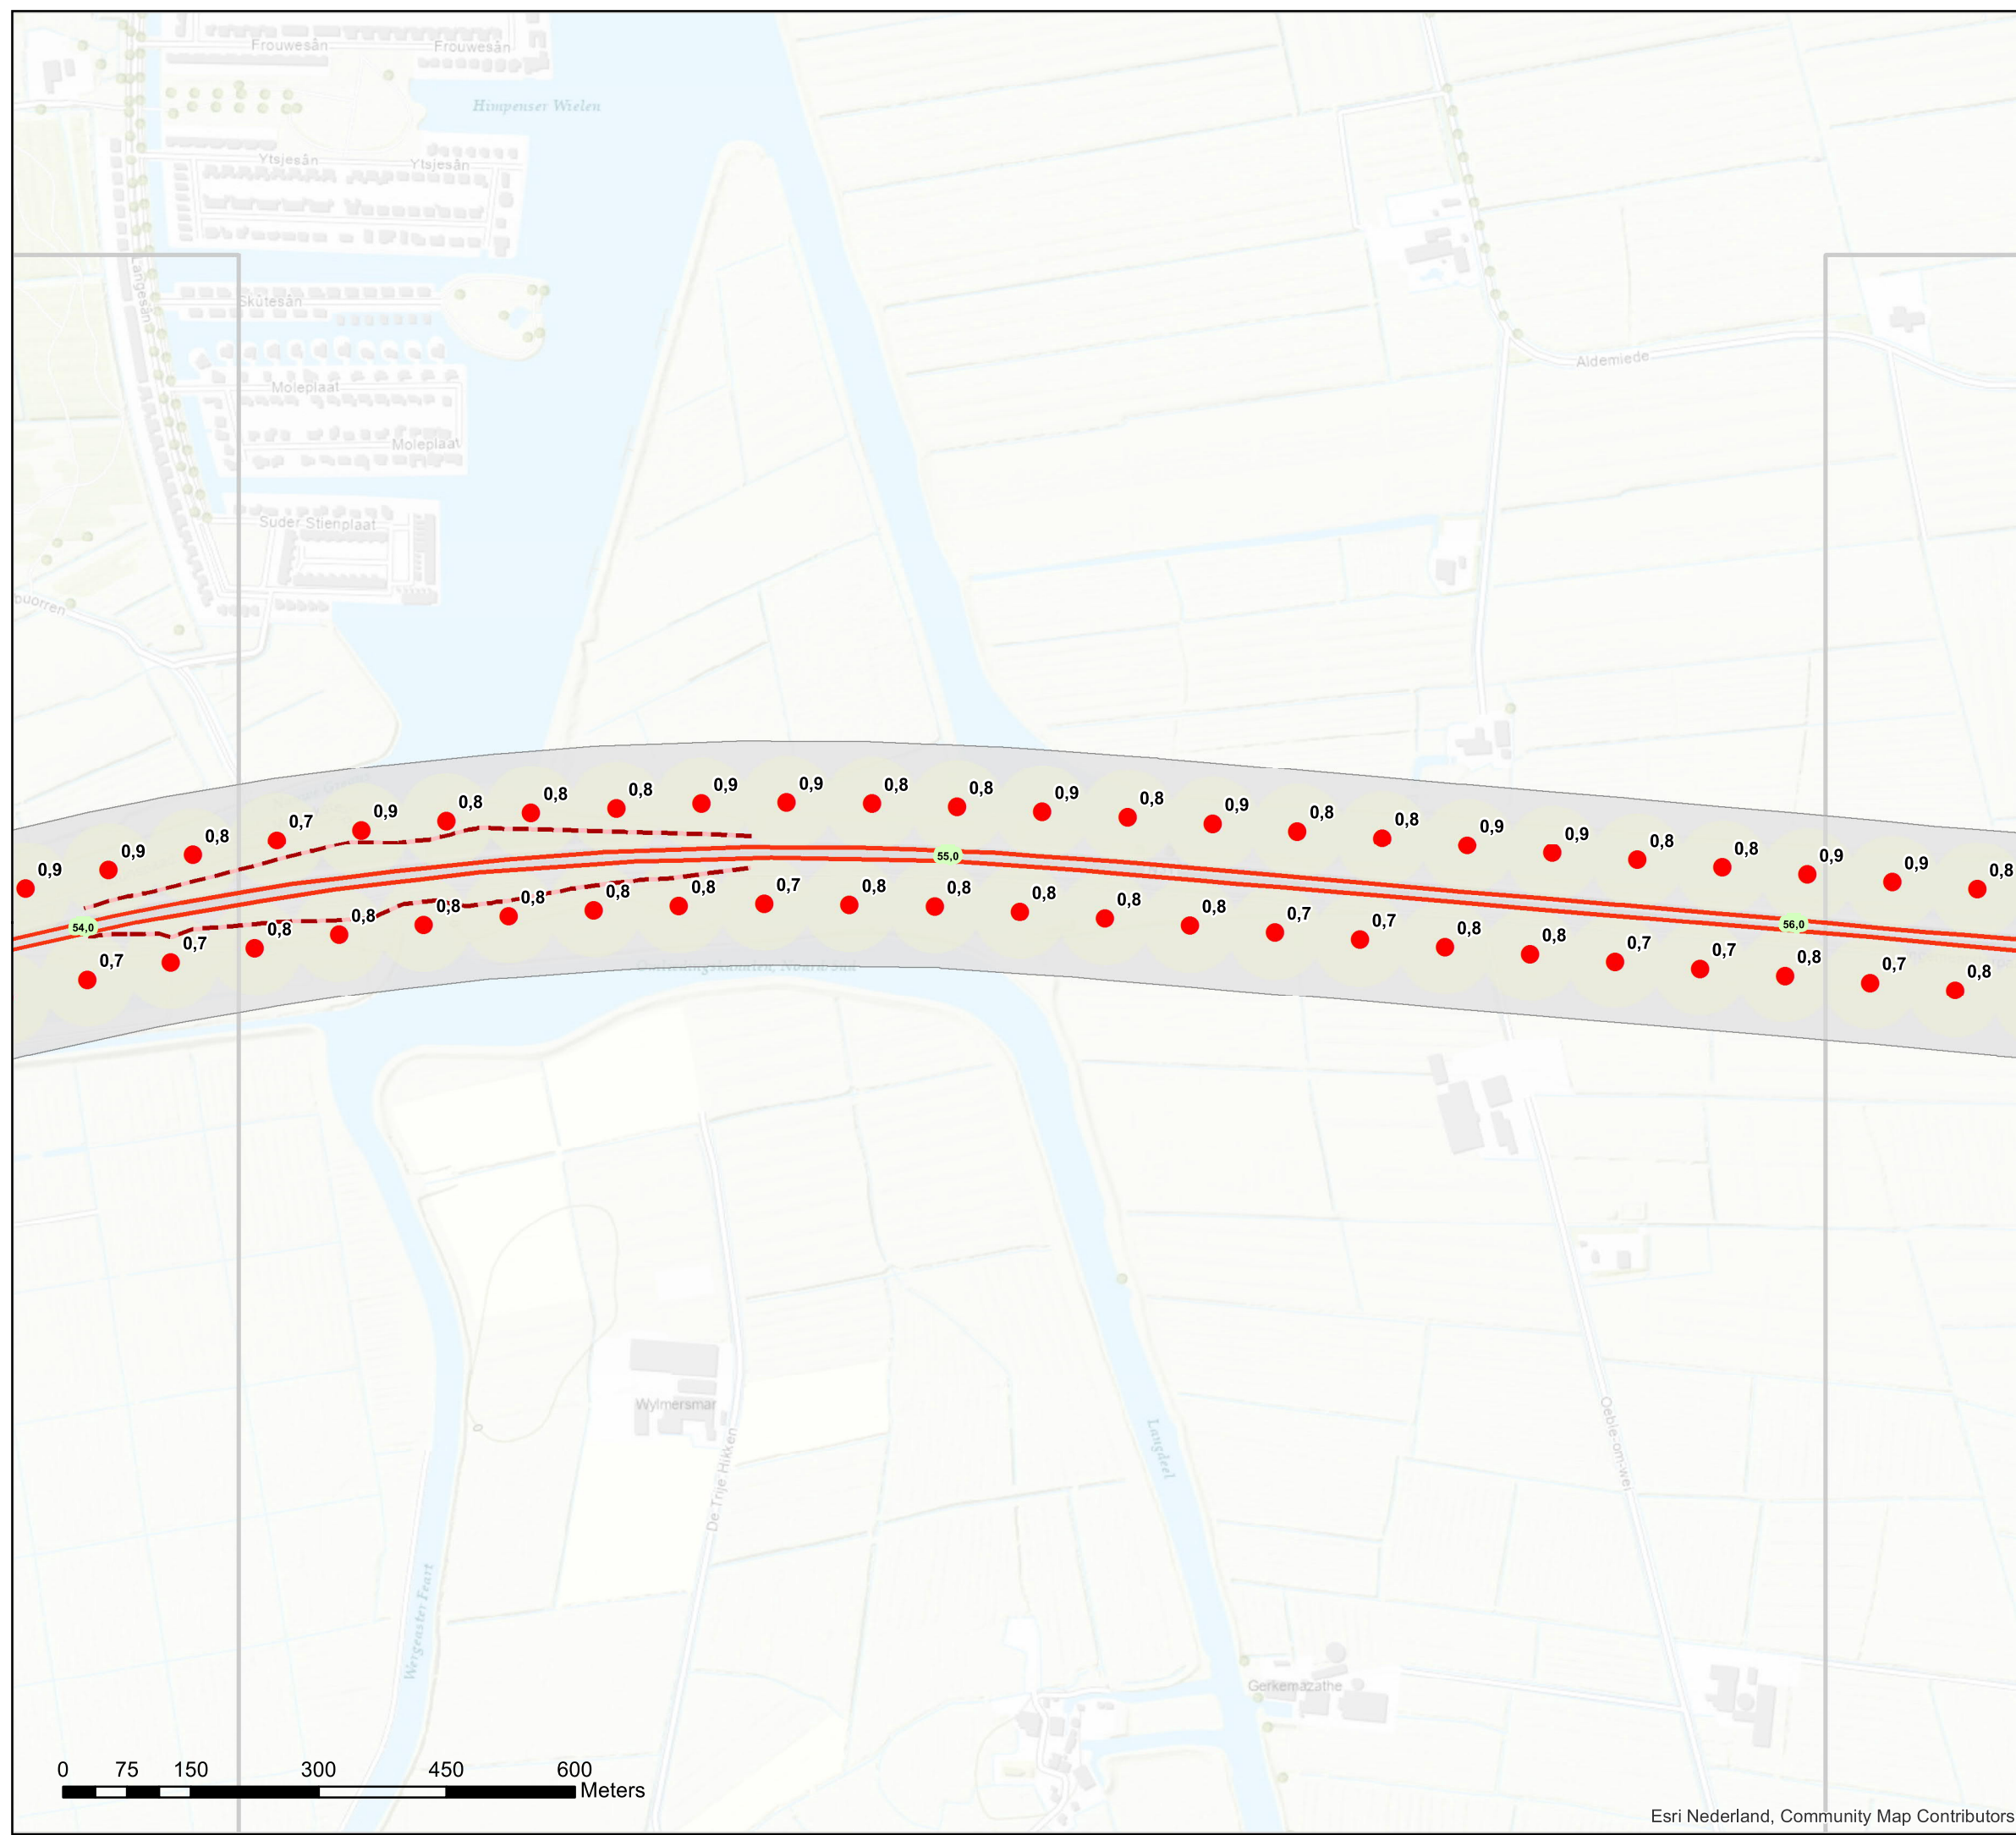 Frouwesân
Frouwesân
Himpenser Wielen
Ytsjesân
Ytsjesân
Langesân
Skûtesân
Moleplaat
Moleplaat
Suder Stienplaat
buorren
Aldemiede
0,9
0,9
0,8
0,7
0,9
0,8
0,8
0,8
0,9
0,9
0,8
0,8
0,9
0,8
0,9
0,8
0,8
0,9
0,9
0,8
0,8
0,9
0,9
0,8
54,0
55,0
56,0
0,7
0,7
0,8
0,8
0,8
0,8
0,8
0,8
0,7
0,8
0,8
0,8
0,8
0,8
0,7
0,7
0,8
0,8
0,7
0,7
0,8
0,7
0,8
Wylmersmar
De Trije Hikken
Langdeel
Oeble-om-wei
Wergeaster Feart
Gerkemazathe
0 75 150 300 450 600
Meters
Esri Nederland, Community Map Contributors